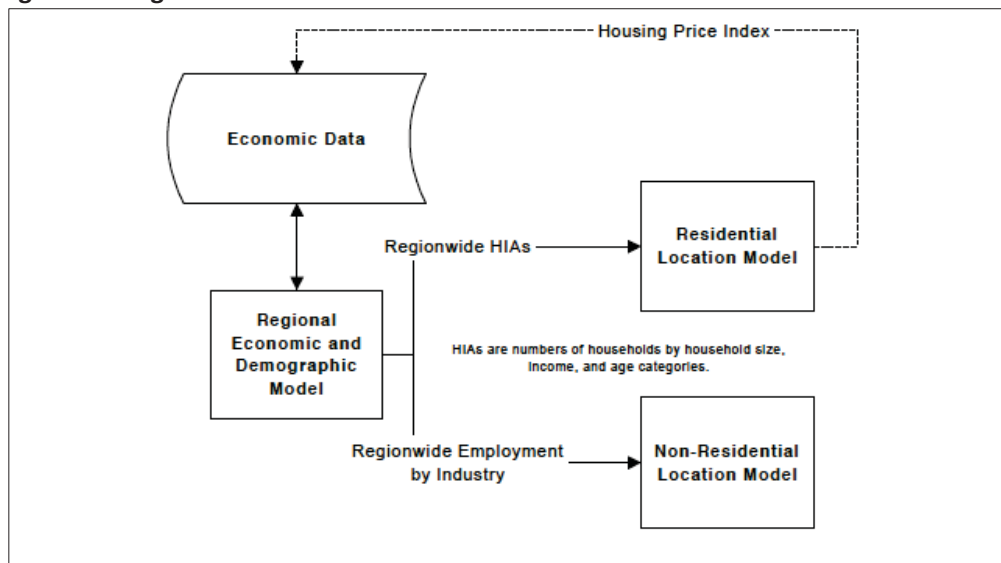 Housing Price Index
Economic Data
Regionwide HIAs
Residential
Location Model
Regional
Economic and
Demographic
Model
HIAs are numbers of households by household size,
income, and age categories.
Regionwide Employment
by Industry
Non-Residential
Location Model